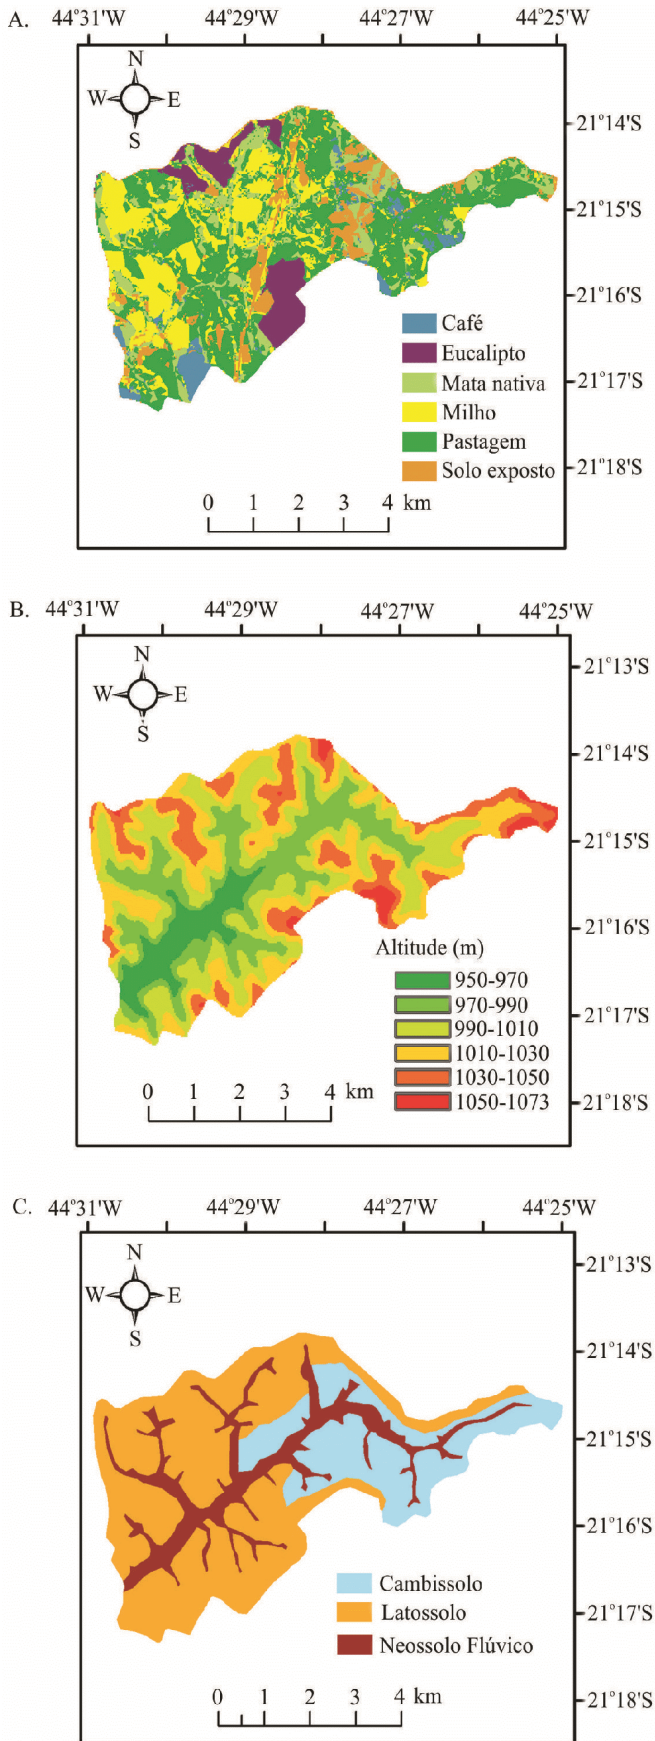 A. 44°31'W 44°29'W 44°27'W 44°25'W
N
W E
S
21°14'S
21°15'S
21°16'S
21°17'S
21°18'S
Café
Eucalipto
Mata nativa
Milho
Pastagem
Solo exposto
0 1 2 3 4 km
B. 44°31'W 44°29'W 44°27'W 44°25'W
N
W E
S
21°13'S
21°14'S
21°15'S
21°16'S
21°17'S
21°18'S
Altitude (m)
950-970
970-990
990-1010
1010-1030
1030-1050
1050-1073
0 1 2 3 4 km
C. 44°31'W 44°29'W 44°27'W 44°25'W
N
W E
S
21°13'S
21°14'S
21°15'S
21°16'S
21°17'S
21°18'S
Cambissolo
Latossolo
Neossolo Flúvico
0 1 2 3 4 km